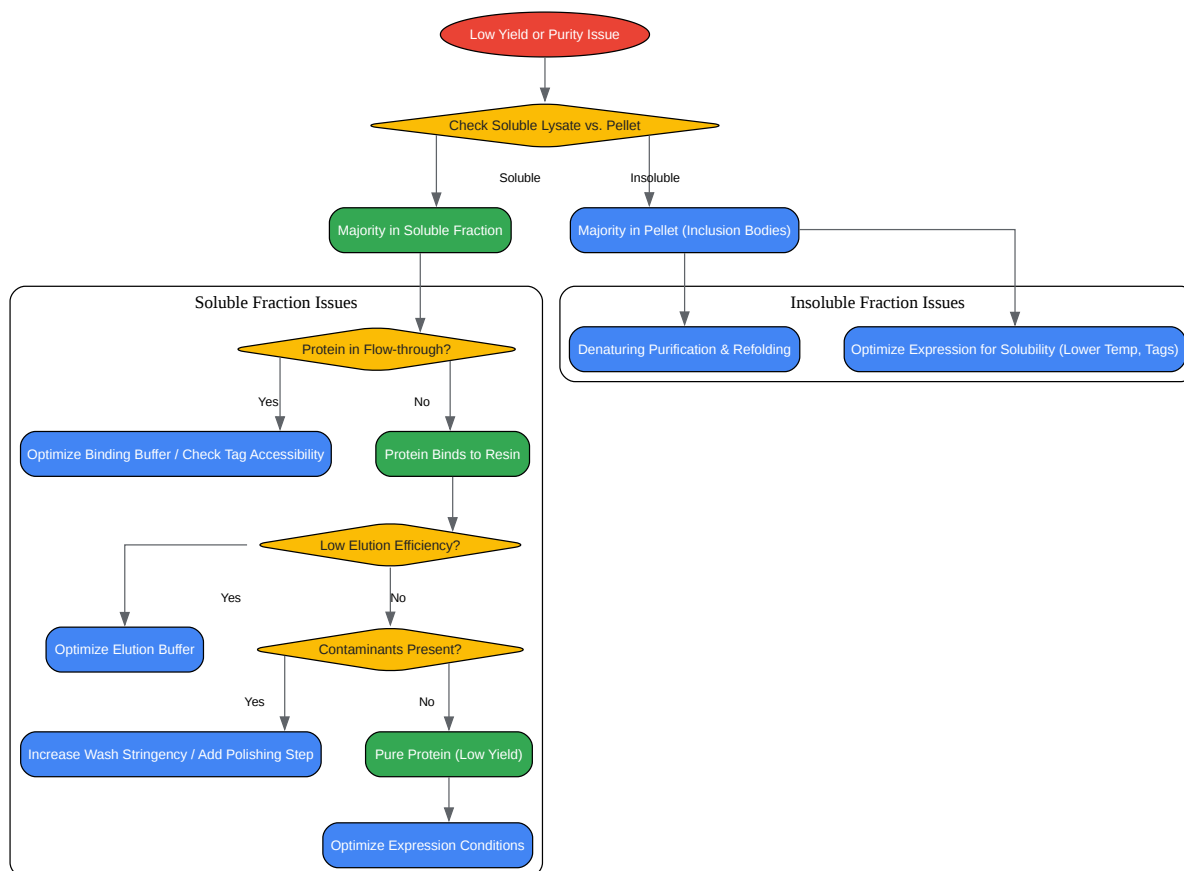 Low Yield or Purity Issue
Check Soluble Lysate vs. Pellet
Soluble
Insoluble
Majority in Soluble Fraction
Majority in Pellet (Inclusion Bodies)
Soluble Fraction Issues
Insoluble Fraction Issues
Protein in Flow-through?
Denaturing Purification & Refolding
Optimize Expression for Solubility (Lower Temp, Tags)
Yes
No
Optimize Binding Buffer / Check Tag Accessibility
Protein Binds to Resin
Low Elution Efficiency?
Yes
No
Optimize Elution Buffer
Contaminants Present?
Yes
No
Increase Wash Stringency / Add Polishing Step
Pure Protein (Low Yield)
Optimize Expression Conditions